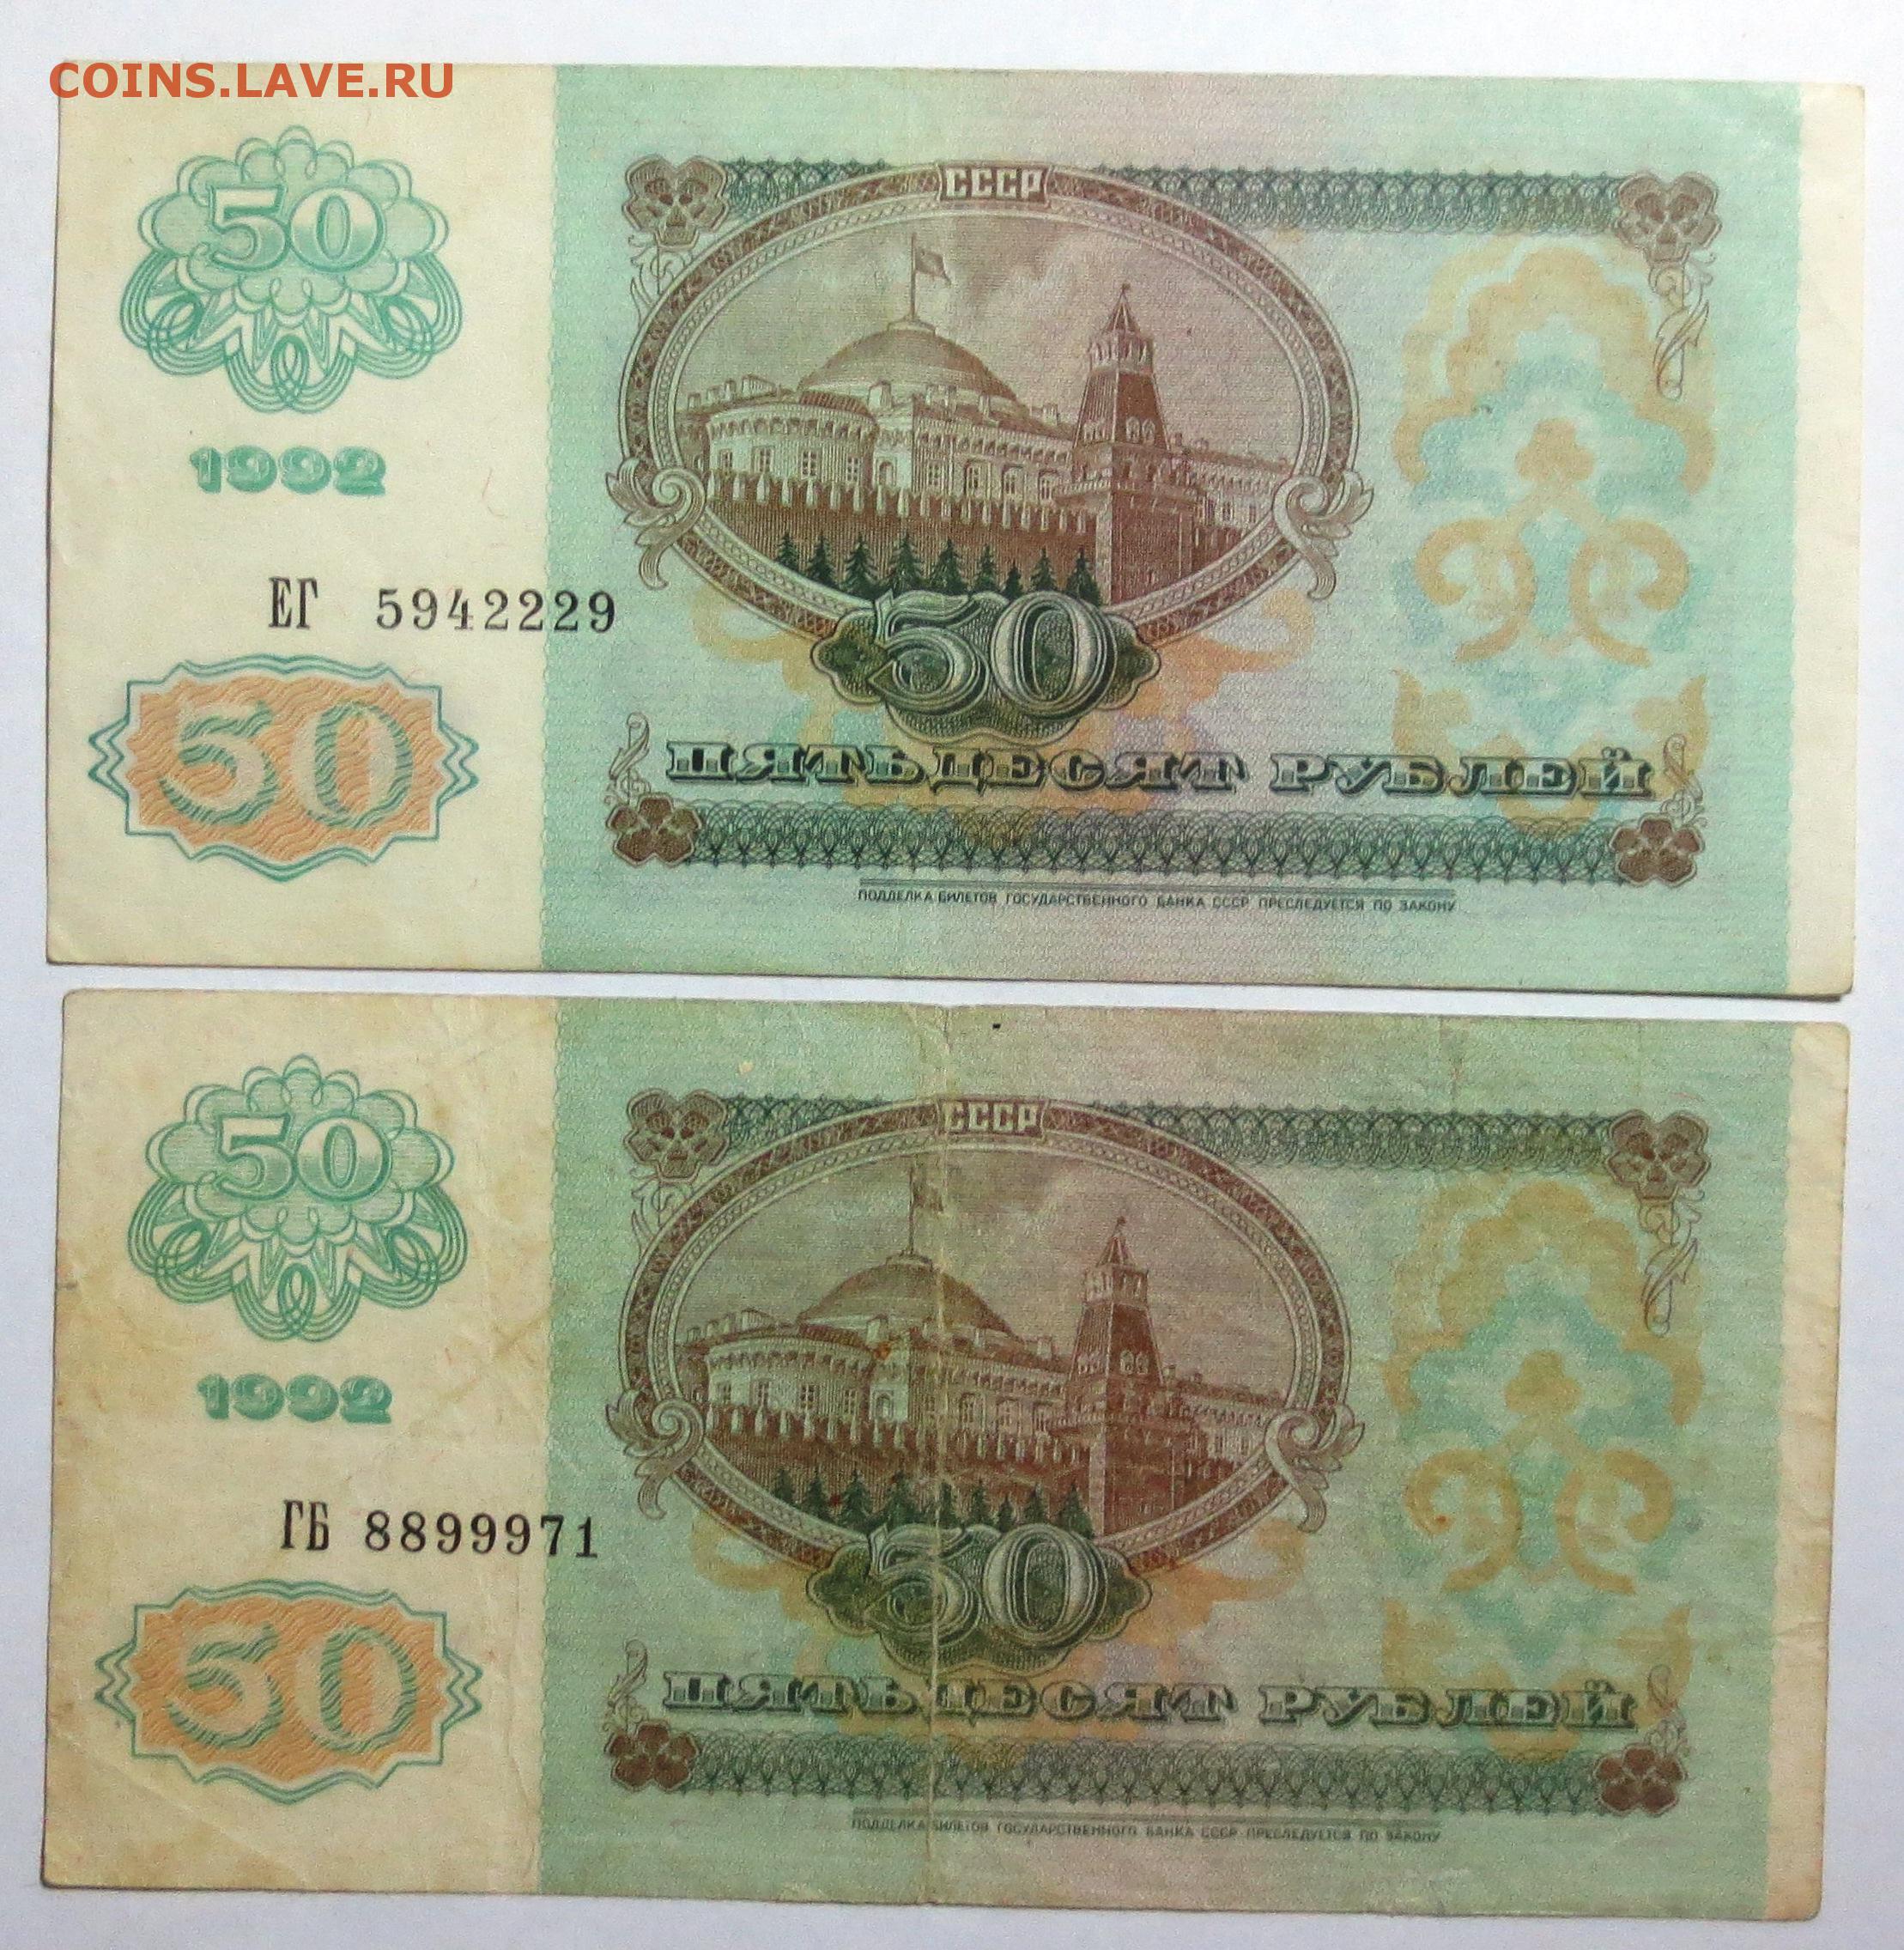 COINS.LAVE.RU
СССР
50
1992
ЕГ 5942229
50
50
ПЯТЬДЕСЯТ РУБЛЕЙ
ПОДДЕЛКА БИЛЕТОВ ГОСУДАРСТВЕННОГО БАНКА СССР ПРЕСЛЕДУЕТСЯ ПО ЗАКОНУ
СССР
50
1992
ГБ 8899971
50
50
ПЯТЬДЕСЯТ РУБЛЕЙ
ПОДДЕЛКА БИЛЕТОВ ГОСУДАРСТВЕННОГО БАНКА СССР ПРЕСЛЕДУЕТСЯ ПО ЗАКОНУ